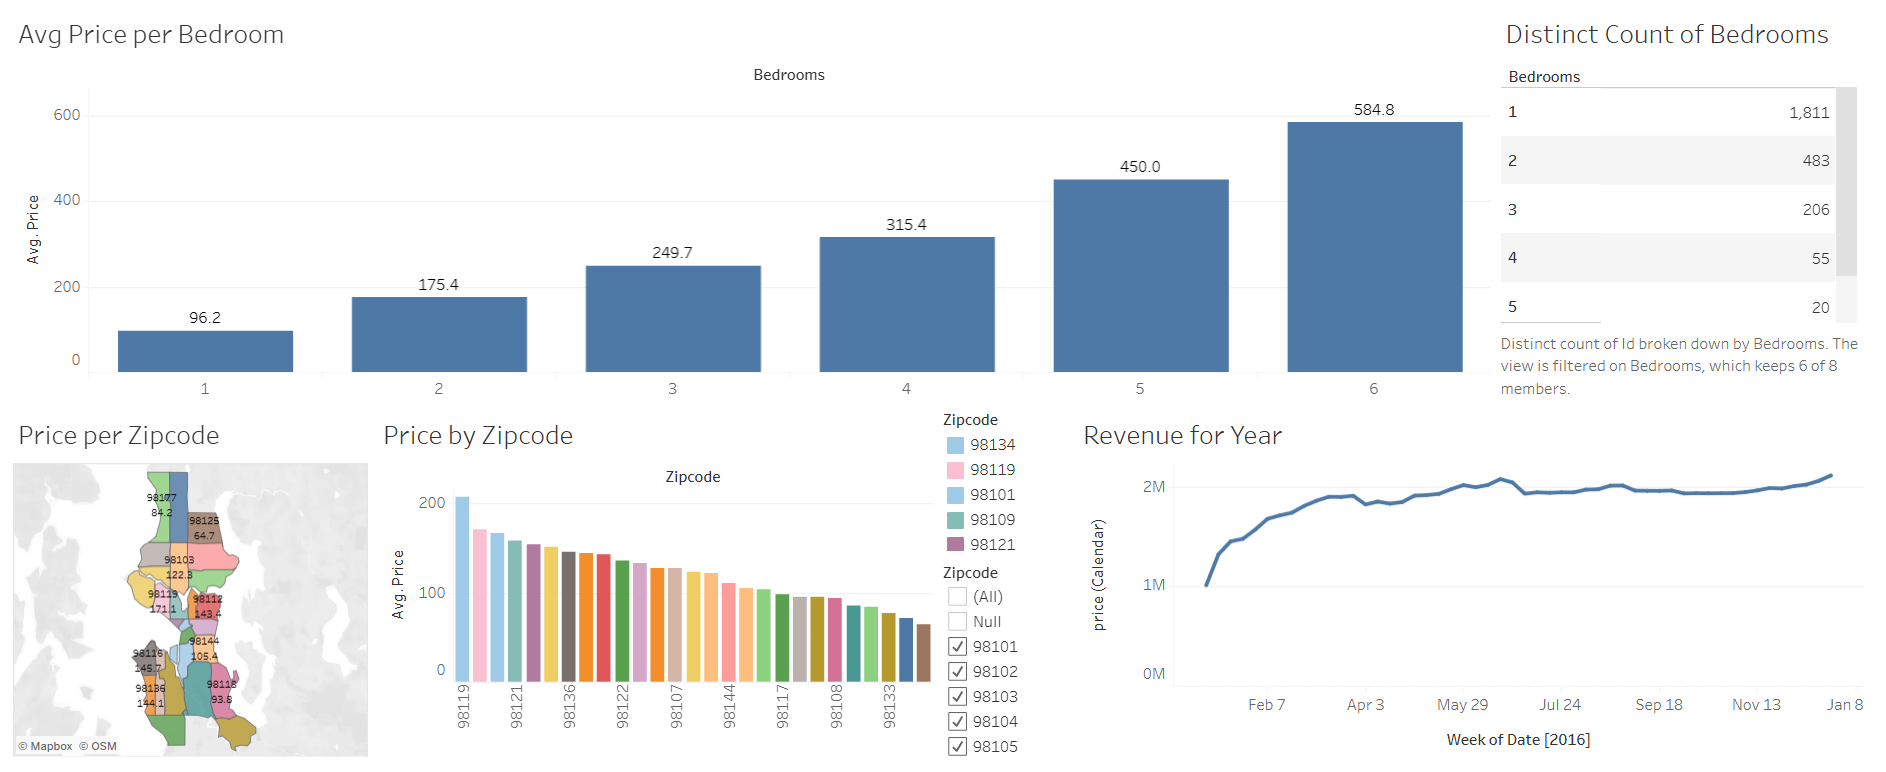 Avg Price per Bedroom
Bedrooms
Avg. Price
600
400
200
0
96.2
175.4
249.7
315.4
450.0
584.8
1
2
3
4
5
6
Distinct Count of Bedrooms
Bedrooms
1 1,811
2 483
3 206
4 55
5 20
Distinct count of Id broken down by Bedrooms. The
view is filtered on Bedrooms, which keeps 6 of 8
members.
Price per Zipcode
98177
84.2
98125
64.7
98103
122.3
98119
171.1
98112
143.4
98144
105.4
98116
145.7
98136
144.1
98118
93.8
© Mapbox © OSM
Price by Zipcode
Zipcode
Avg. Price
200
100
0
98119
98121
98136
98122
98107
98144
98117
98108
98133
Zipcode
98134
98119
98101
98109
98121
Zipcode
(All)
Null
98101
98102
98103
98104
98105
Revenue for Year
price (Calendar)
2M
1M
0M
Feb 7
Apr 3
May 29
Jul 24
Sep 18
Nov 13
Jan 8
Week of Date [2016]